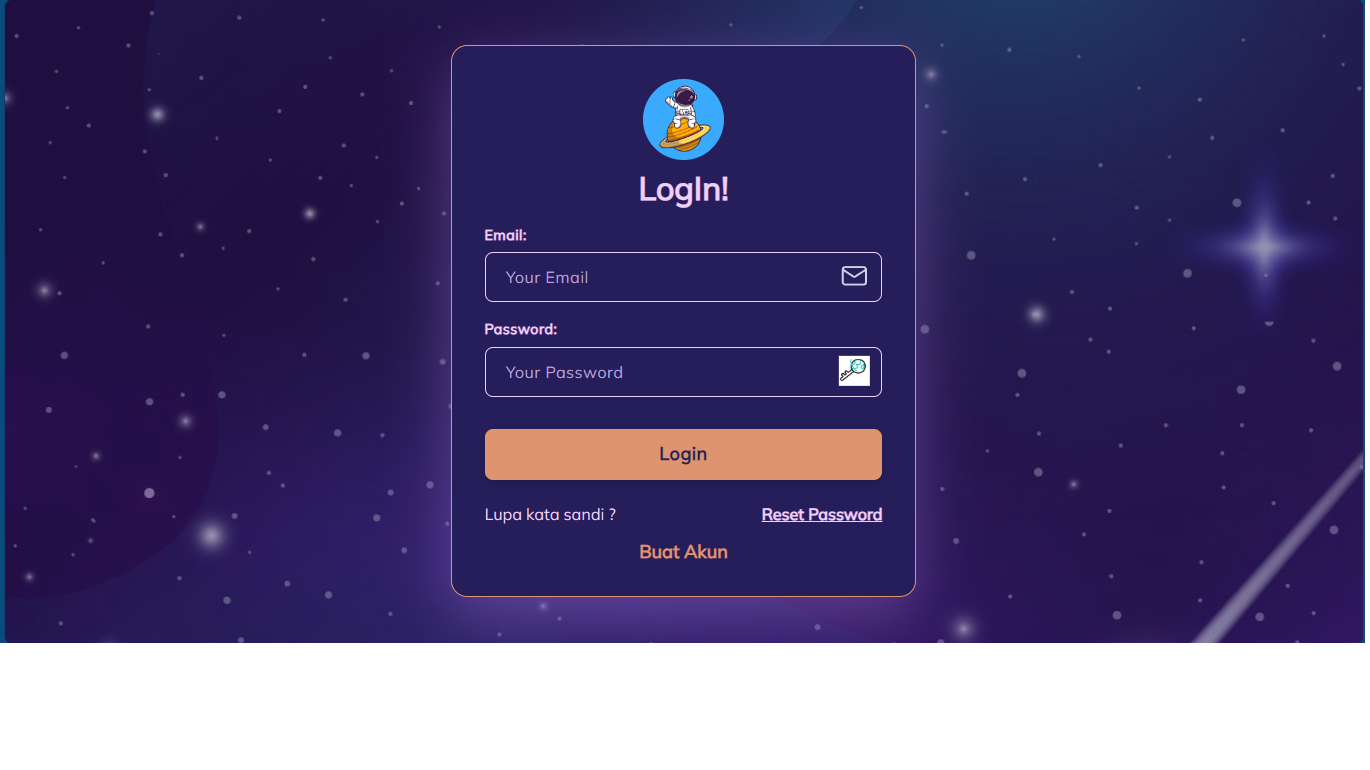 LogIn!
Email:
Your Email
Password:
Your Password
Login
Lupa kata sandi ? Reset Password
Buat Akun